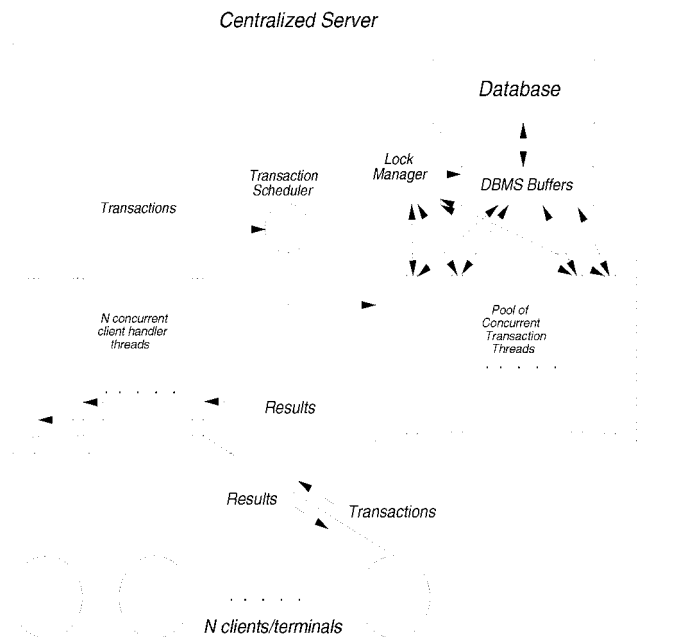 Centralized Server
Database
Lock
Manager
DBMS Buffers
Transaction
Scheduler
Transactions
N concurrent
client handler
threads
Pool of
Concurrent
Transaction
Threads
Results
Results
Transactions
N clients/terminals